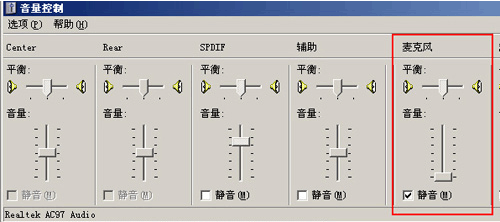 音量控制
选项(P) 帮助(H)
Center Rear SPDIF 辅助 麦克风
平衡: 平衡: 平衡: 平衡: 平衡:
音量: 音量: 音量: 音量: 音量:
静音(M) 静音(M) 静音(M) 静音(M) 静音(M)
Realtek AC97 Audio